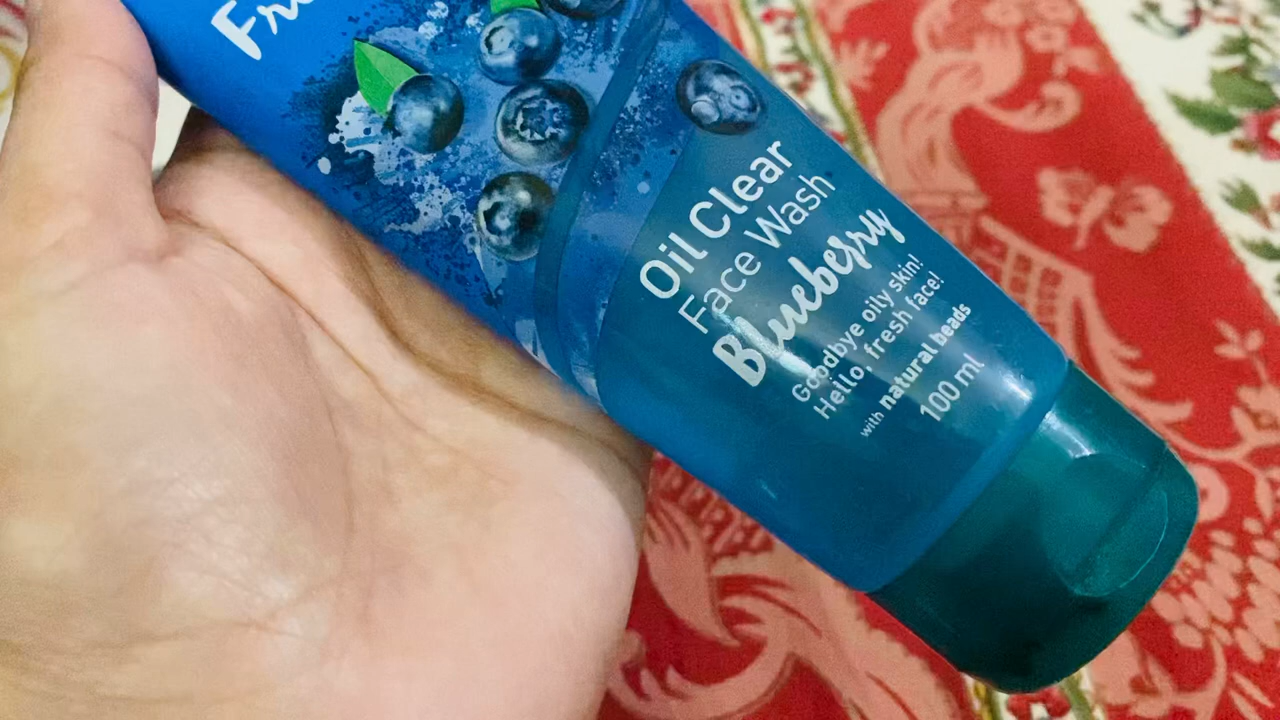 Oil Clear
Face Wash
Blueberry
Goodbye oily skin!
Hello, fresh face!
with natural beads
100 ml